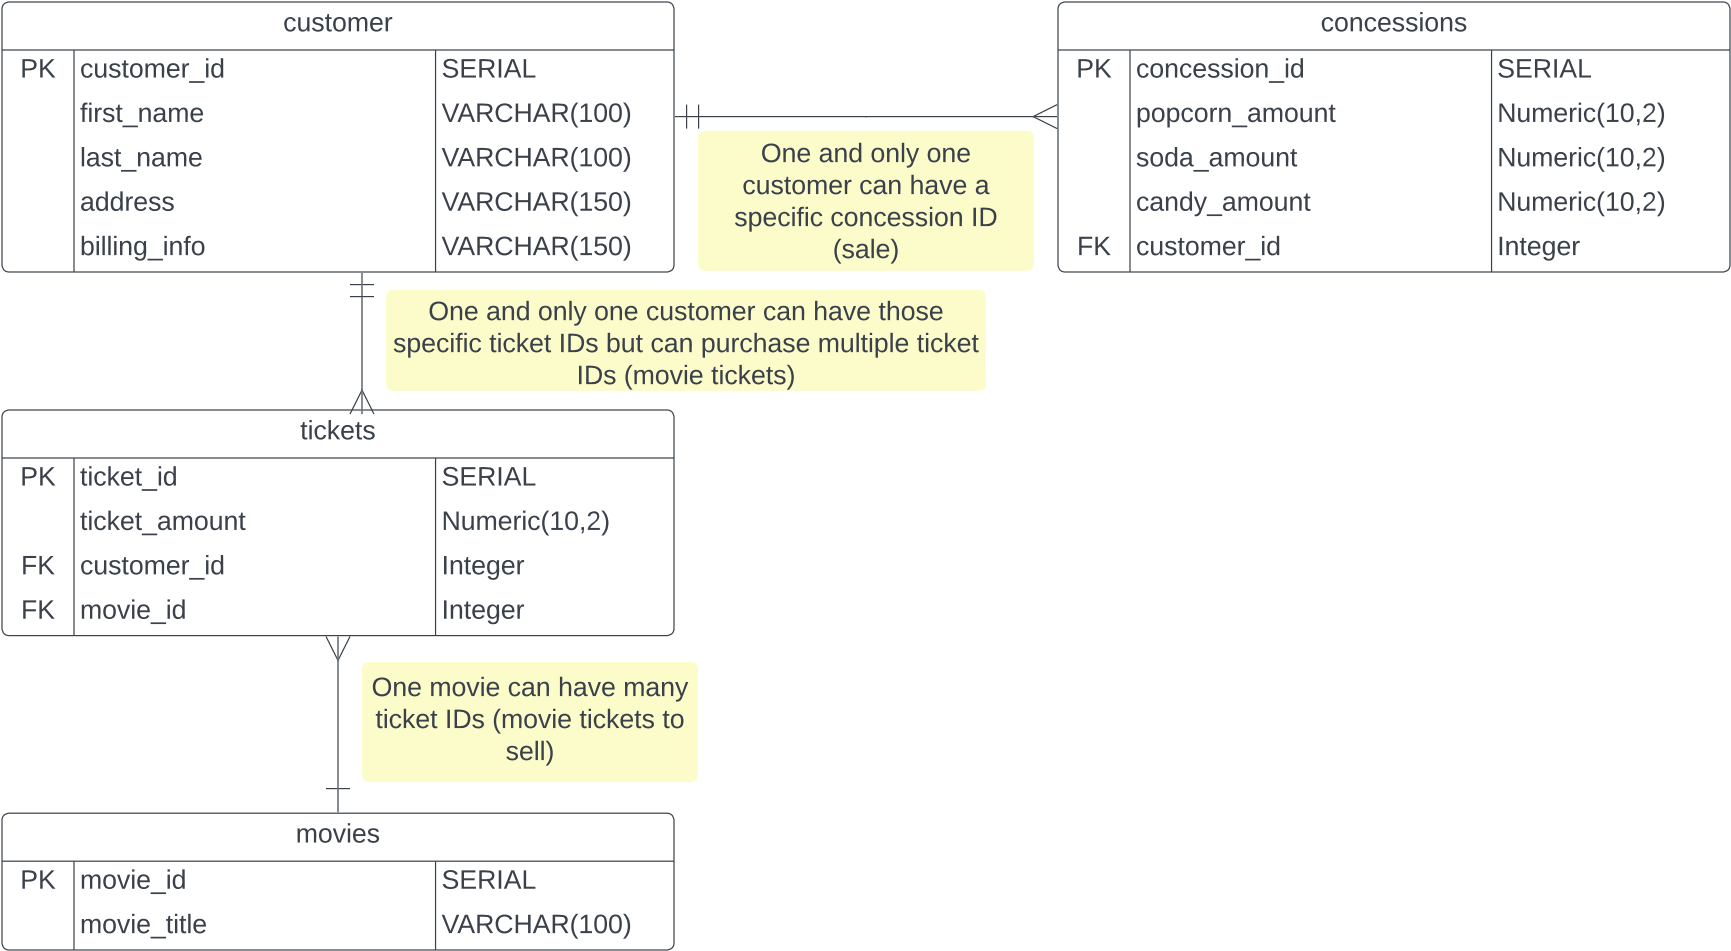 customer
PK customer_id SERIAL
first_name VARCHAR(100)
last_name VARCHAR(100)
address VARCHAR(150)
billing_info VARCHAR(150)
One and only one
customer can have a
specific concession ID
(sale)
concessions
PK concession_id SERIAL
popcorn_amount Numeric(10,2)
soda_amount Numeric(10,2)
candy_amount Numeric(10,2)
FK customer_id Integer
One and only one customer can have those
specific ticket IDs but can purchase multiple ticket
IDs (movie tickets)
tickets
PK ticket_id SERIAL
ticket_amount Numeric(10,2)
FK customer_id Integer
FK movie_id Integer
One movie can have many
ticket IDs (movie tickets to
sell)
movies
PK movie_id SERIAL
movie_title VARCHAR(100)